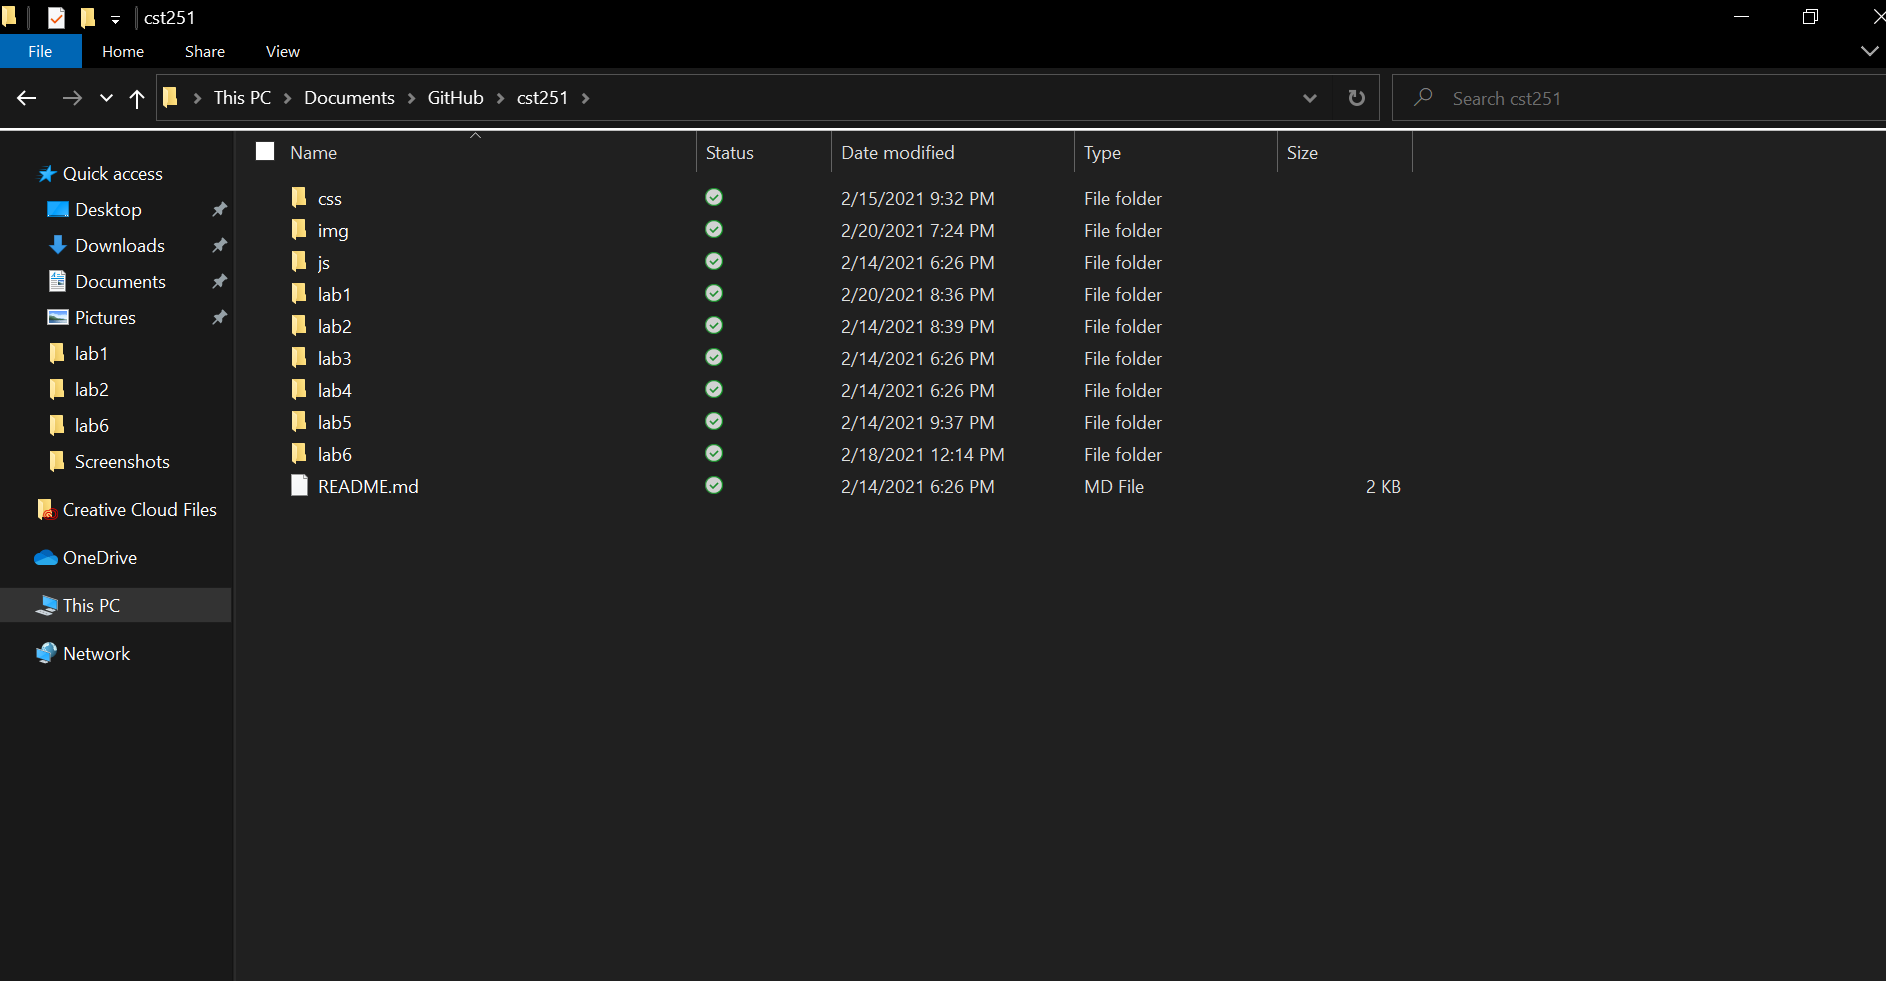 cst251
File Home Share View
This PC Documents GitHub cst251
Search cst251
Quick access
Desktop
Downloads
Documents
Pictures
lab1
lab2
lab6
Screenshots
Creative Cloud Files
OneDrive
This PC
Network
Name Status Date modified Type Size
css 2/15/2021 9:32 PM File folder
img 2/20/2021 7:24 PM File folder
js 2/14/2021 6:26 PM File folder
lab1 2/20/2021 8:36 PM File folder
lab2 2/14/2021 8:39 PM File folder
lab3 2/14/2021 6:26 PM File folder
lab4 2/14/2021 6:26 PM File folder
lab5 2/14/2021 9:37 PM File folder
lab6 2/18/2021 12:14 PM File folder
README.md 2/14/2021 6:26 PM MD File 2 KB